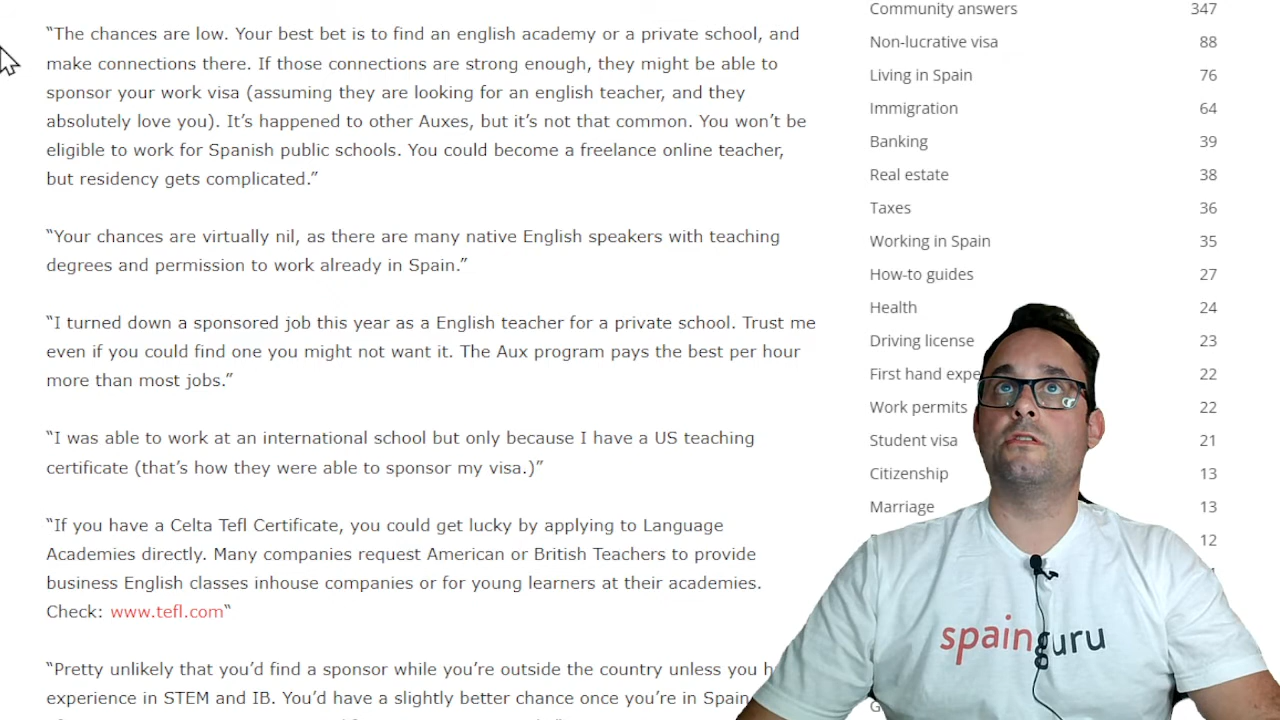 “The chances are low. Your best bet is to find an english academy or a private school, and
make connections there. If those connections are strong enough, they might be able to
sponsor your work visa (assuming they are looking for an english teacher, and they
absolutely love you). It’s happened to other Auxes, but it’s not that common. You won’t be
eligible to work for Spanish public schools. You could become a freelance online teacher,
but residency gets complicated.”
“Your chances are virtually nil, as there are many native English speakers with teaching
degrees and permission to work already in Spain.”
“I turned down a sponsored job this year as a English teacher for a private school. Trust me
even if you could find one you might not want it. The Aux program pays the best per hour
more than most jobs.”
“I was able to work at an international school but only because I have a US teaching
certificate (that’s how they were able to sponsor my visa.)”
“If you have a Celta Tefl Certificate, you could get lucky by applying to Language
Academies directly. Many companies request American or British Teachers to provide
business English classes inhouse companies or for young learners at their academies.
Check: www.tefl.com“
“Pretty unlikely that you’d find a sponsor while you’re outside the country unless you
experience in STEM and IB. You’d have a slightly better chance once you’re in Spain
Community answers 347
Non-lucrative visa 88
Living in Spain 76
Immigration 64
Banking 39
Real estate 38
Taxes 36
Working in Spain 35
How-to guides 27
Health 24
Driving license 23
First hand 22
Work permits 22
Student visa 21
Citizenship 13
Marriage 13
12
spainguru